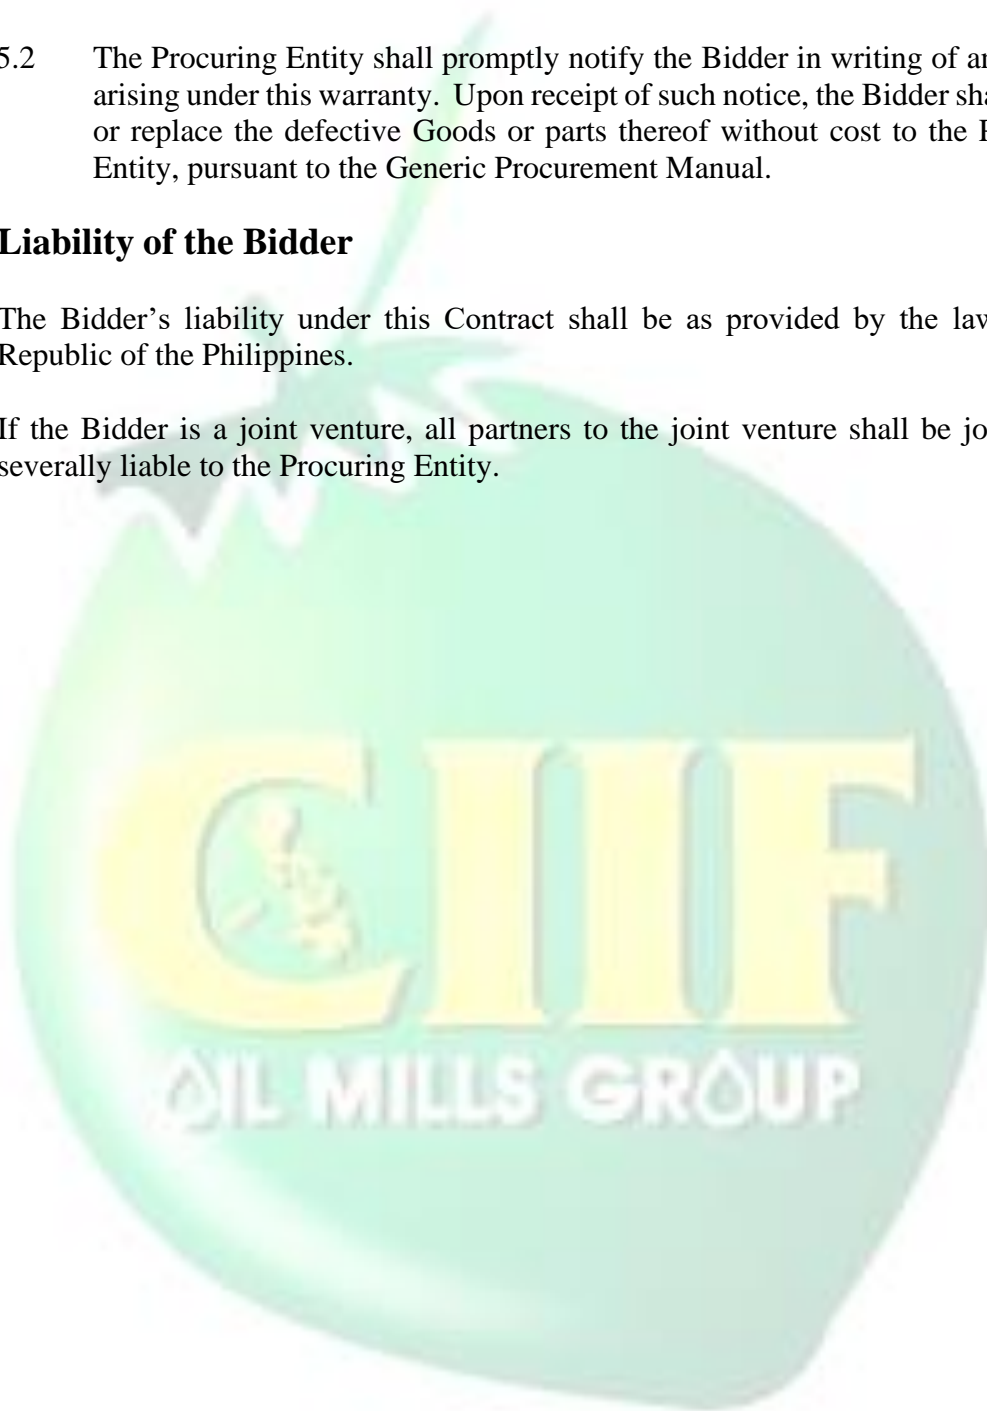 5.2 The Procuring Entity shall promptly notify the Bidder in writing of
arising under this warranty. Upon receipt of such notice, the Bidder
or replace the defective Goods or parts thereof without cost to the
Entity, pursuant to the Generic Procurement Manual.
Liability of the Bidder
The Bidder’s liability under this Contract shall be as provided by the
Republic of the Philippines.
If the Bidder is a joint venture, all partners to the joint venture shall be
severally liable to the Procuring Entity.
CIIF
OIL MILLS GROUP